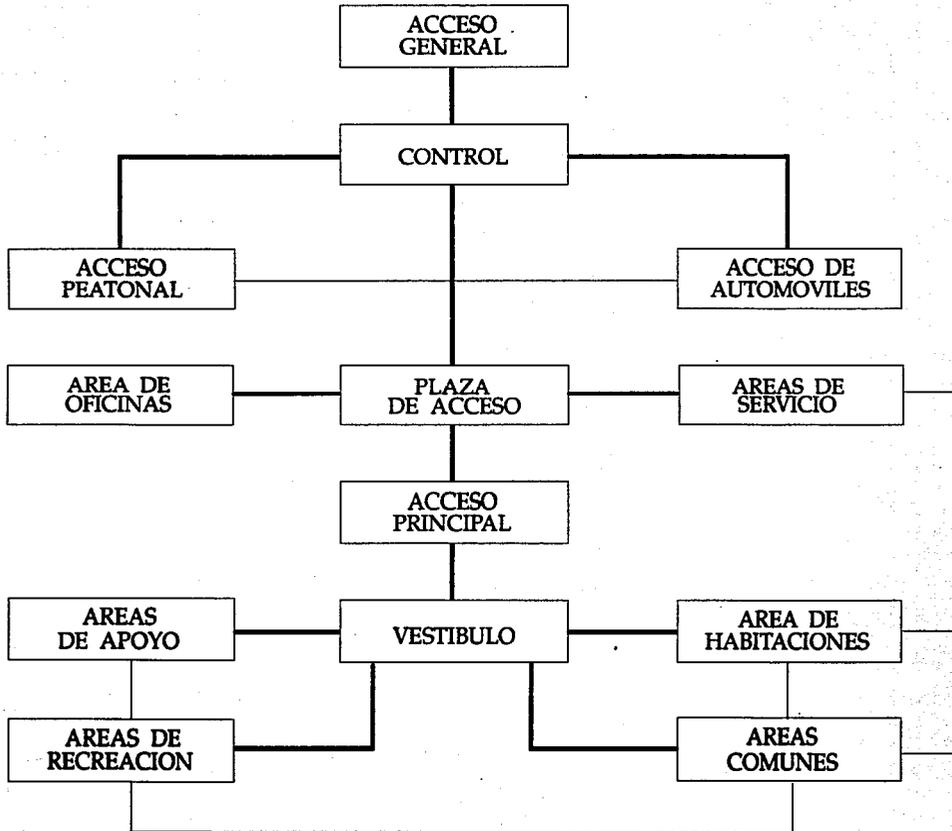 ACCESO
GENERAL
CONTROL
ACCESO
PEATONAL
ACCESO DE
AUTOMOVILES
AREA DE
OFICINAS
PLAZA
DE ACCESO
AREAS DE
SERVICIO
ACCESO
PRINCIPAL
AREAS
DE APOYO
VESTIBULO
AREA DE
HABITACIONES
AREAS DE
RECREACION
AREAS
COMUNES